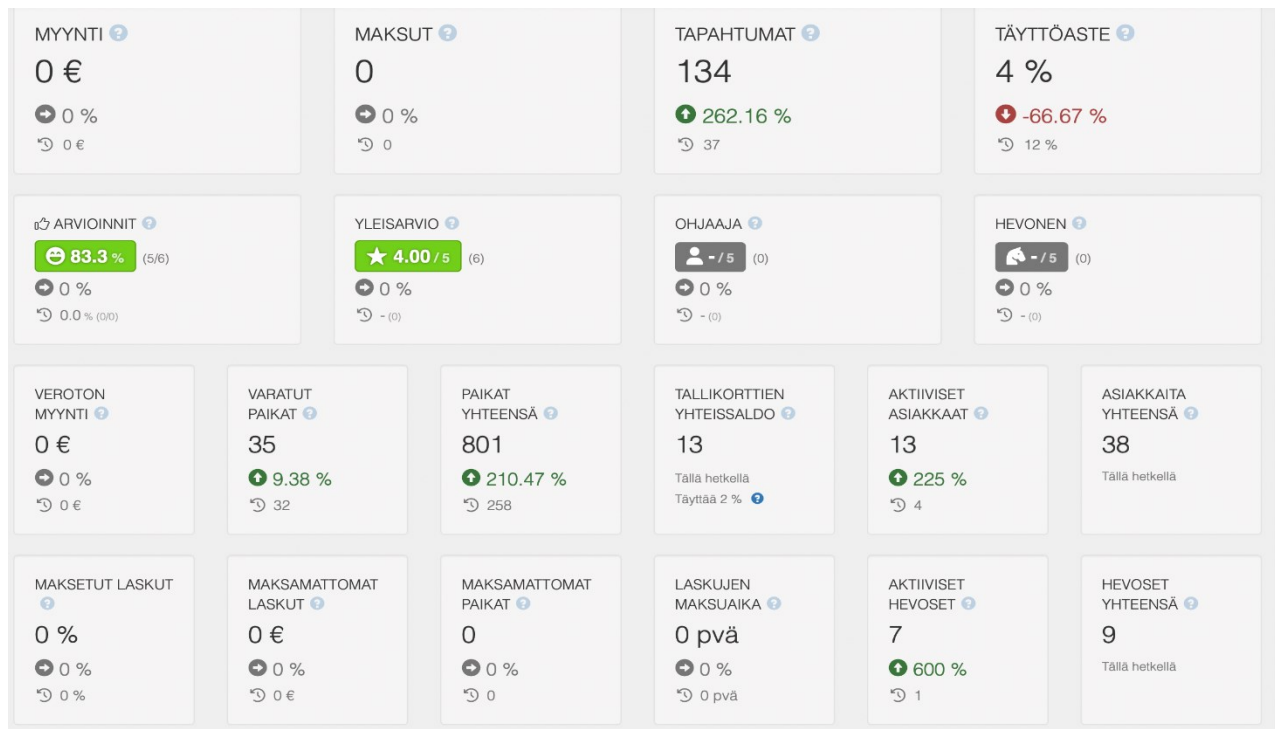 MYYNTI
0 €
0 %
0 €
MAKSUT
0
0 %
0
TAPAHTUMAT
134
262.16 %
37
TÄYTTÖASTE
4 %
-66.67 %
12 %
ARVIOINNIT
83.3 % (5/6)
0 %
0.0 % (0/0)
YLEISARVIO
4.00 / 5 (6)
0 %
- (0)
OHJAAJA
- / 5 (0)
0 %
- (0)
HEVONEN
- / 5 (0)
0 %
- (0)
VEROTON
MYYNTI
0 €
0 %
0 €
VARATUT
PAIKAT
35
9.38 %
32
PAIKAT
YHTEENSÄ
801
210.47 %
258
TALLIKORTTIEN
YHTEISSALDO
13
Tällä hetkellä
Täyttää 2 %
AKTIIVISET
ASIAKKAAT
13
225 %
4
ASIAKKAITA
YHTEENSÄ
38
Tällä hetkellä
MAKSETUT LASKUT
0 %
0 %
0 %
MAKSAMATTOMAT
LASKUT
0 €
0 %
0 €
MAKSAMATTOMAT
PAIKAT
0
0 %
0
LASKUJEN
MAKSUAIKA
0 pvä
0 %
0 pvä
AKTIIVISET
HEVOSET
7
600 %
1
HEVOSET
YHTEENSÄ
9
Tällä hetkellä